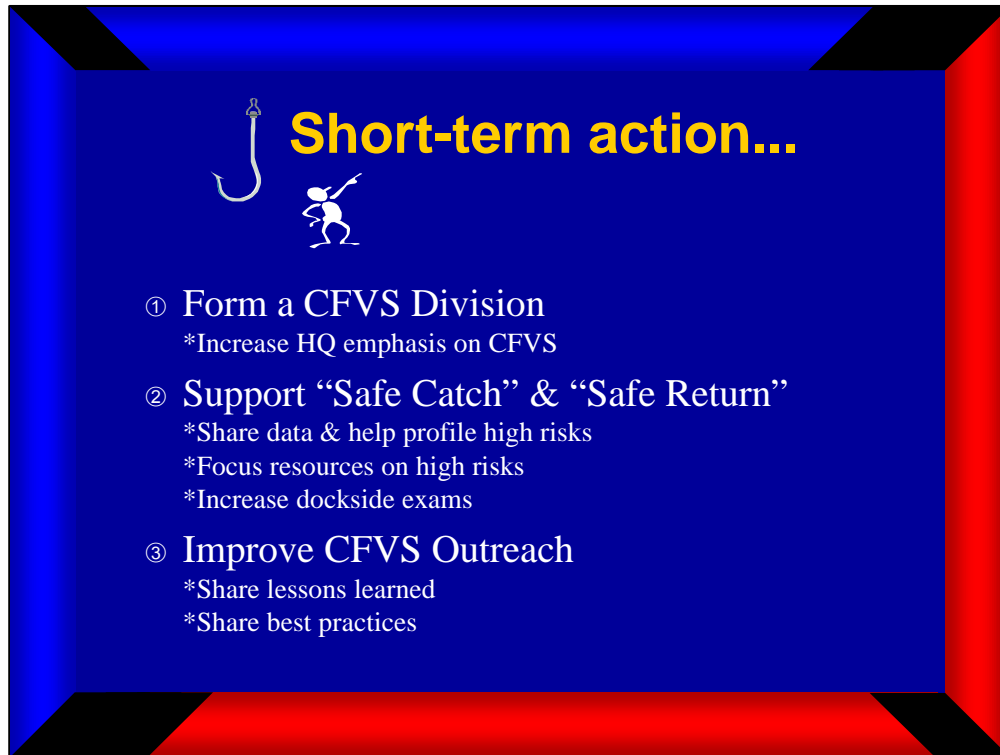 Short-term action...
① Form a CFVS Division
*Increase HQ emphasis on CFVS
② Support “Safe Catch” & “Safe Return”
*Share data & help profile high risks
*Focus resources on high risks
*Increase dockside exams
③ Improve CFVS Outreach
*Share lessons learned
*Share best practices